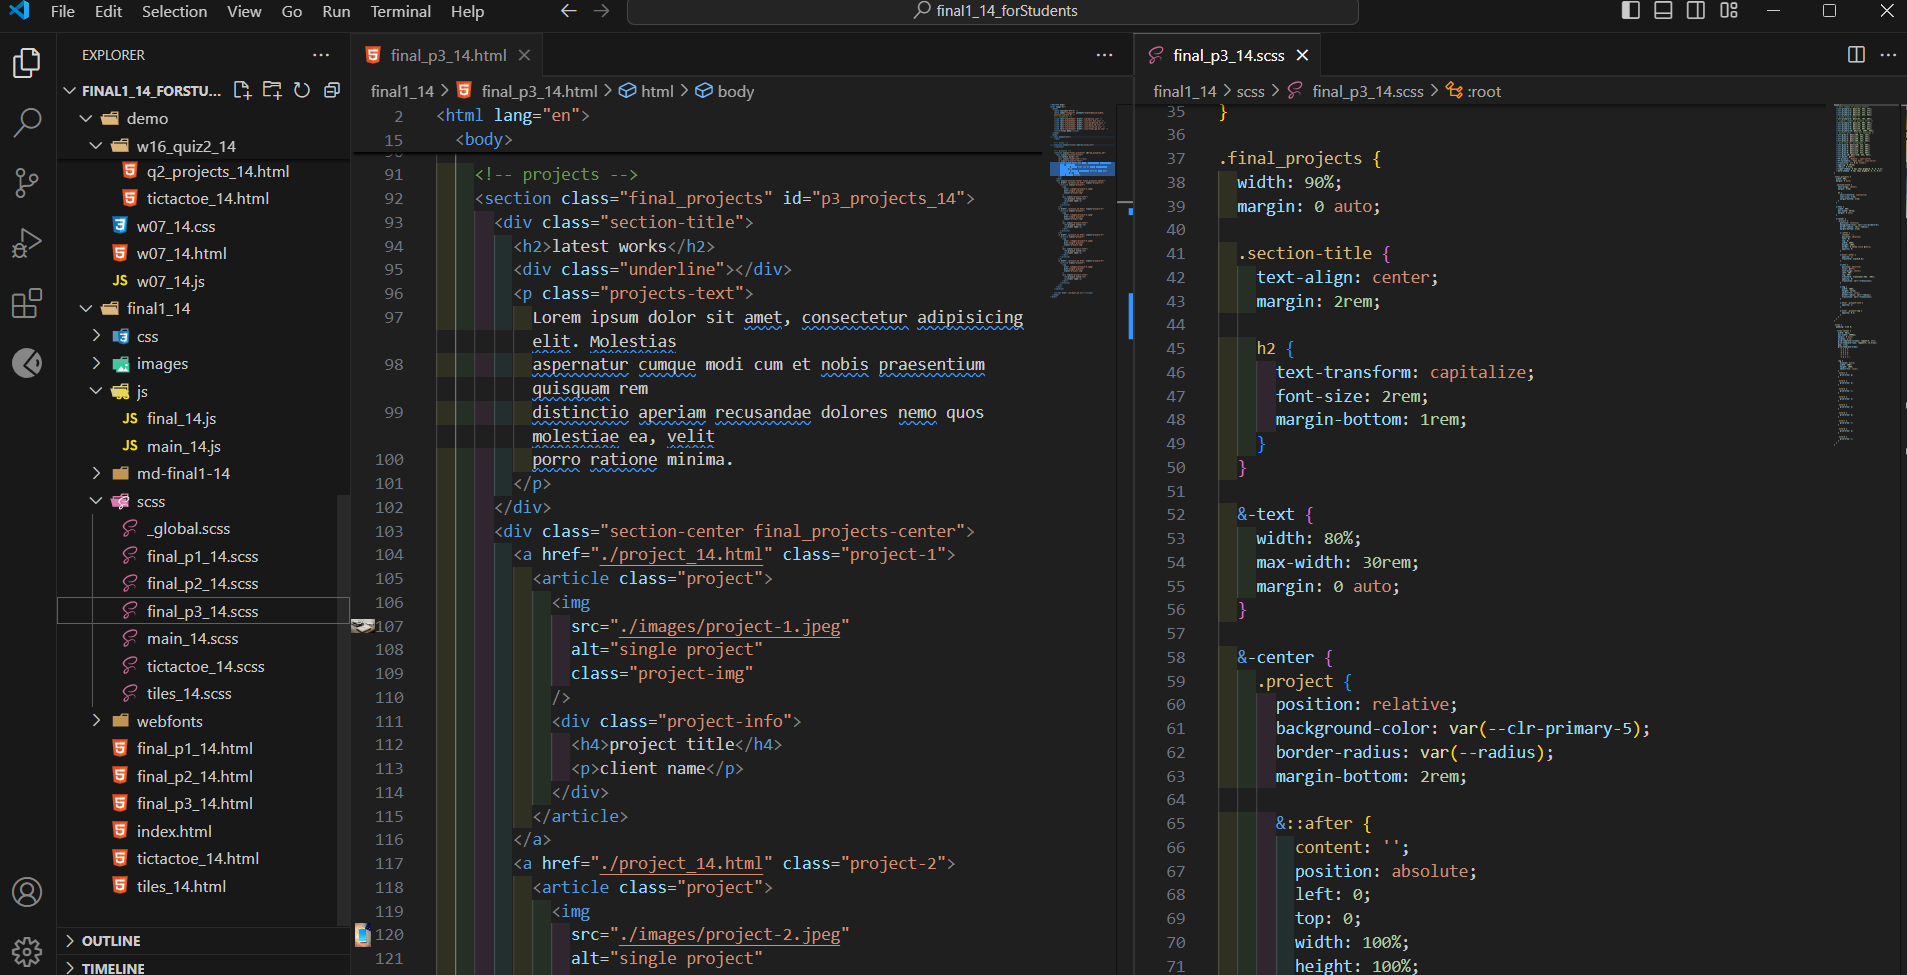 File Edit Selection View Go Run Terminal Help
final1_14_forStudents
EXPLORER
FINAL1_14_FORSTU...
demo
w16_quiz2_14
q2_projects_14.html
tictactoe_14.html
w07_14.css
w07_14.html
JS w07_14.js
final1_14
css
images
js
JS final_14.js
JS main_14.js
md-final1-14
scss
_global.scss
final_p1_14.scss
final_p2_14.scss
final_p3_14.scss
main_14.scss
tictactoe_14.scss
tiles_14.scss
webfonts
final_p1_14.html
final_p2_14.html
final_p3_14.html
index.html
tictactoe_14.html
tiles_14.html
OUTLINE
TIMELINE
final_p3_14.html
final1_14 > final_p3_14.html > html > body
2 <html lang="en">
15 <body>
91 <!-- projects -->
92 <section class="final_projects" id="p3_projects_14">
93 <div class="section-title">
94 <h2>latest works</h2>
95 <div class="underline"></div>
96 <p class="projects-text">
97 Lorem ipsum dolor sit amet, consectetur adipisicing
elit. Molestias
98 aspernatur cumque modi cum et nobis praesentium
quisquam rem
99 distinctio aperiam recusandae dolores nemo quos
molestiae ea, velit
100 porro ratione minima.
101 </p>
102 </div>
103 <div class="section-center final_projects-center">
104 <a href="./project_14.html" class="project-1">
105 <article class="project">
106 <img
107 src="./images/project-1.jpeg"
108 alt="single project"
109 class="project-img"
110 />
111 <div class="project-info">
112 <h4>project title</h4>
113 <p>client name</p>
114 </div>
115 </article>
116 </a>
117 <a href="./project_14.html" class="project-2">
118 <article class="project">
119 <img
120 src="./images/project-2.jpeg"
121 alt="single project"
final_p3_14.scss
final1_14 > scss > final_p3_14.scss > :root
35 }
36
37 .final_projects {
38 width: 90%;
39 margin: 0 auto;
40
41 .section-title {
42 text-align: center;
43 margin: 2rem;
44
45 h2 {
46 text-transform: capitalize;
47 font-size: 2rem;
48 margin-bottom: 1rem;
49 }
50 }
51
52 &-text {
53 width: 80%;
54 max-width: 30rem;
55 margin: 0 auto;
56 }
57
58 &-center {
59 .project {
60 position: relative;
61 background-color: var(--clr-primary-5);
62 border-radius: var(--radius);
63 margin-bottom: 2rem;
64
65 &::after {
66 content: '';
67 position: absolute;
68 left: 0;
69 top: 0;
70 width: 100%;
71 height: 100%;